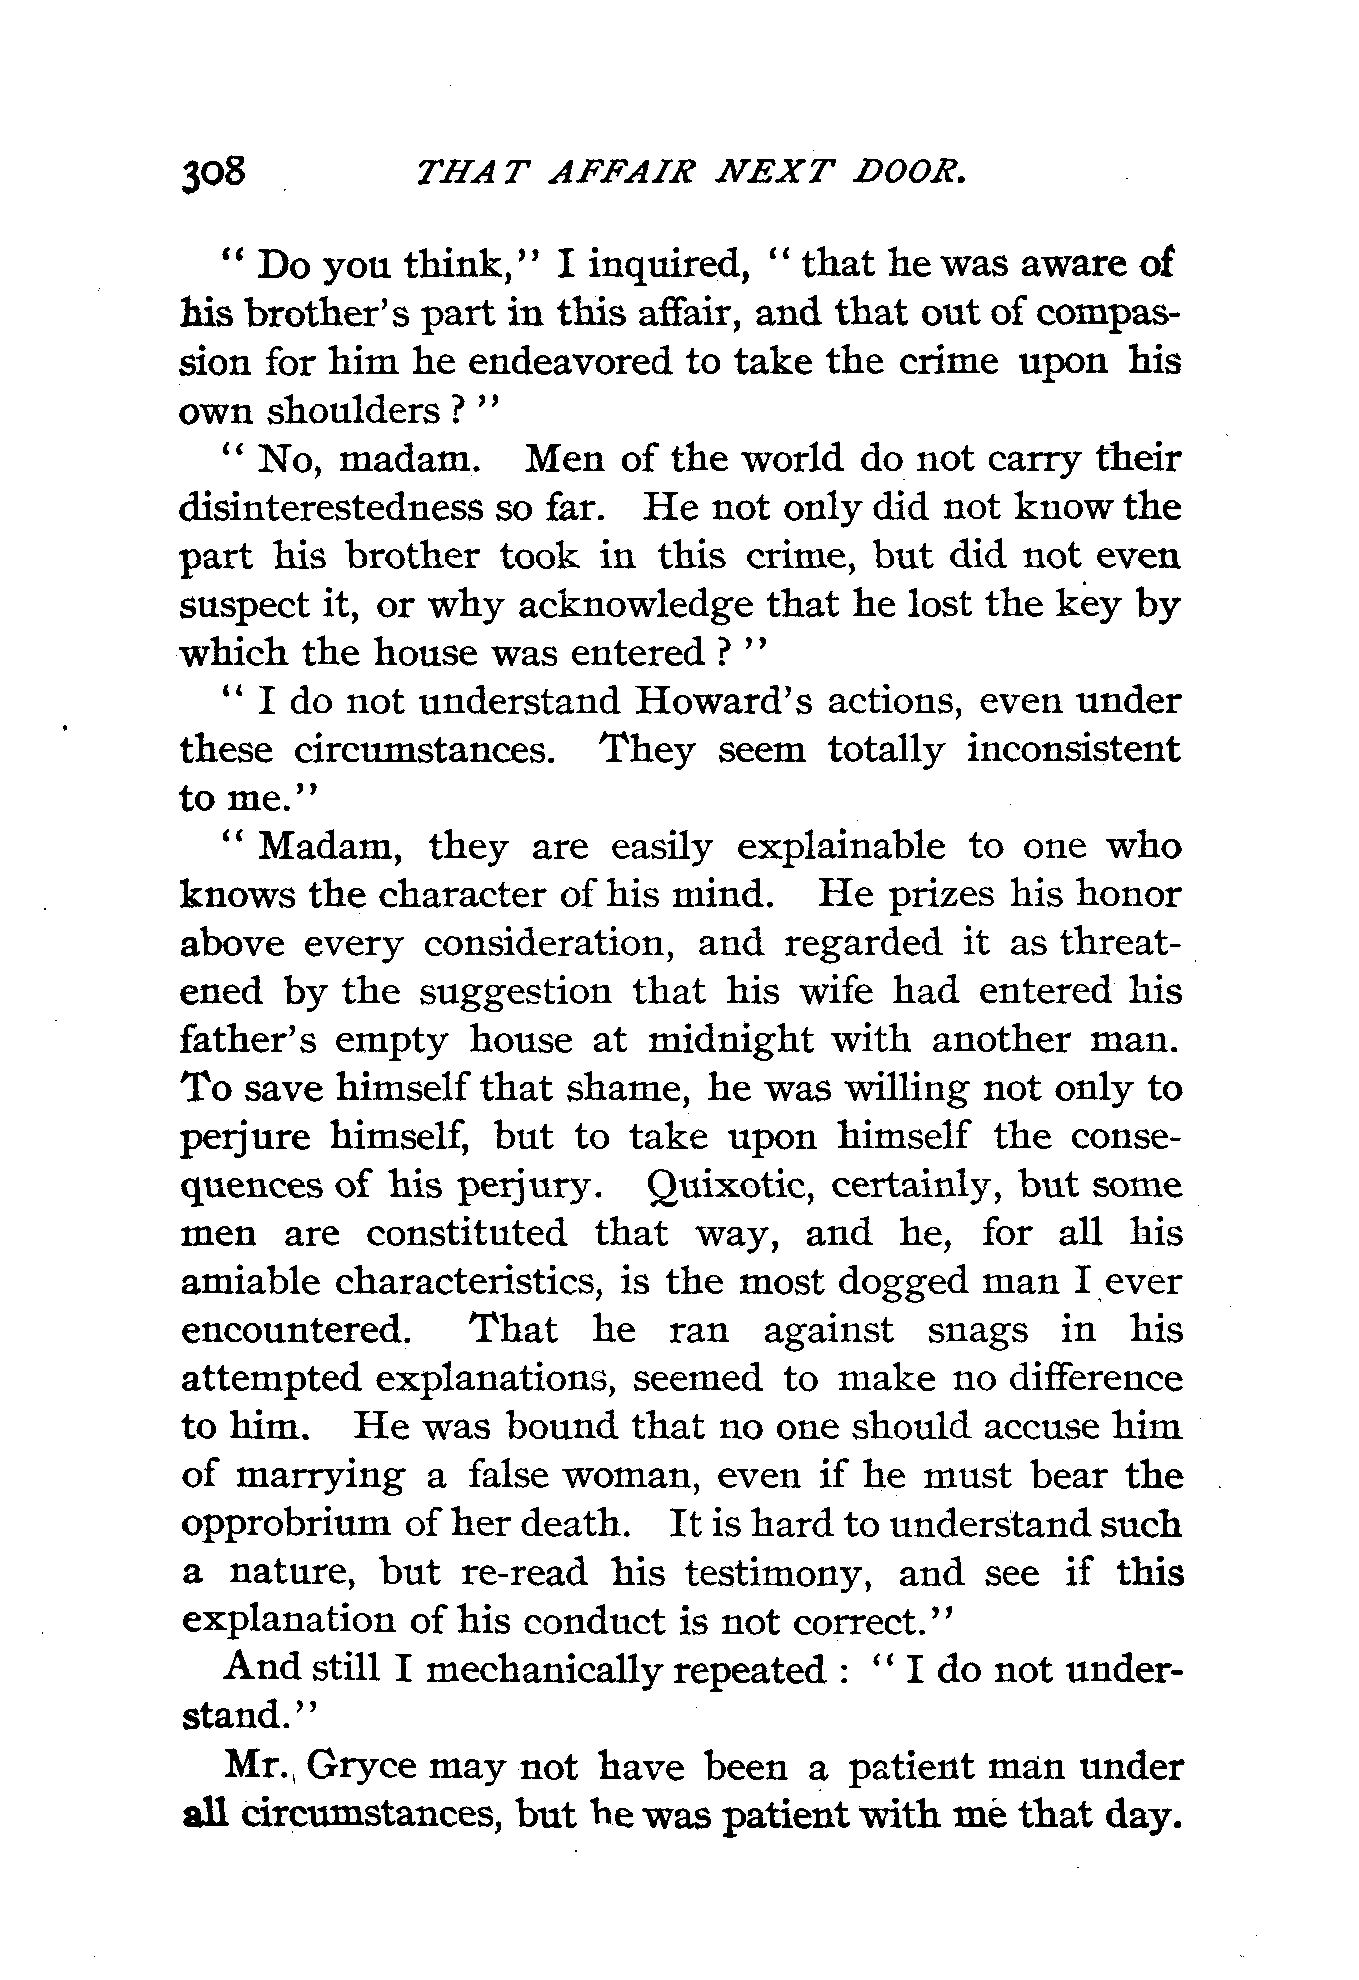 308 THAT AFFAIR NEXT DOOR.
" Do you think," I inquired, " that he was aware of
his brother's part in this affair, and that out of compas-
sion for him he endeavored to take the crime upon his
own shoulders ? "
" No, madam. Men of the world do not carry their
disinterestedness so far. He not only did not know the
part his brother took in this crime, but did not even
suspect it, or why acknowledge that he lost the key by
which the house was entered ? "
" I do not understand Howard's actions, even under
these circumstances. They seem totally inconsistent
to me."
" Madam, they are easily explainable to one who
knows the character of his mind. He prizes his honor
above every consideration, and regarded it as threat-
ened by the suggestion that his wife had entered his
father's empty house at midnight with another man.
To save himself that shame, he was willing not only to
perjure himself, but to take upon himself the conse-
quences of his perjury. Quixotic, certainly, but some
men are constituted that way, and he, for all his
amiable characteristics, is the most dogged man I ever
encountered. That he ran against snags in his
attempted explanations, seemed to make no difference
to him. He was bound that no one should accuse him
of marrying a false woman, even if he must bear the
opprobrium of her death. It is hard to understand such
a nature, but re-read his testimony, and see if this
explanation of his conduct is not correct."
And still I mechanically repeated : " I do not under-
stand."
Mr. Gryce may not have been a patient man under
all circumstances, but he was patient with me that day.